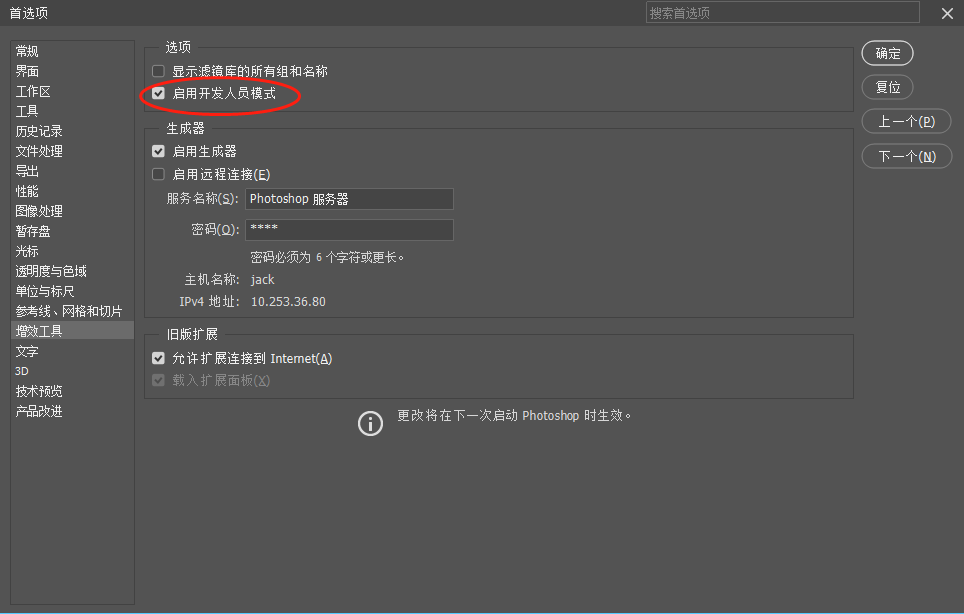 首选项
搜索首选项
常规
界面
工作区
工具
历史记录
文件处理
导出
性能
图像处理
暂存盘
光标
透明度与色域
单位与标尺
参考线、网格和切片
增效工具
文字
3D
技术预览
产品改进
选项
显示滤镜库的所有组和名称
启用开发人员模式
生成器
启用生成器
启用远程连接(E)
服务名称(S): Photoshop 服务器
密码(O): ****
密码必须为 6 个字符或更长。
主机名称: jack
IPv4 地址: 10.253.36.80
旧版扩展
允许扩展连接到 Internet(A)
载入扩展面板(X)
更改将在下一次启动 Photoshop 时生效。
确定
复位
上一个(P)
下一个(N)